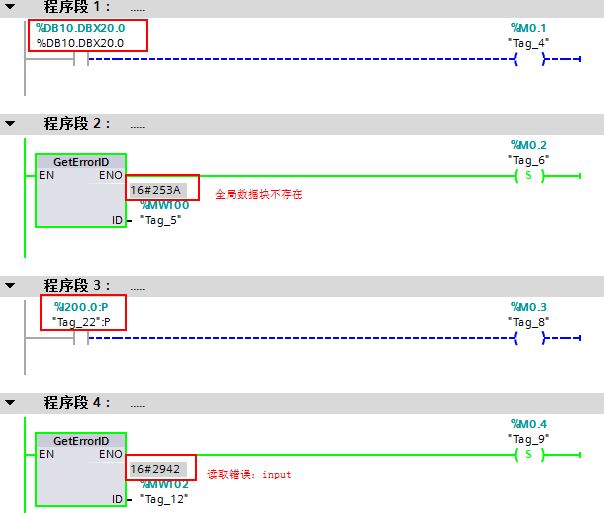 程序段 1： .....
%DB10.DBX20.0
%DB10.DBX20.0
%M0.1
"Tag_4"
程序段 2： .....
%M0.2
"Tag_6"
GetErrorID
EN
ENO
S
16#253A
全局数据块不存在
%MW100
ID
"Tag_5"
程序段 3： .....
%I200.0:P
"Tag_22":P
%M0.3
"Tag_8"
程序段 4： .....
%M0.4
"Tag_9"
GetErrorID
EN
ENO
S
16#2942
读取错误：input
%MW102
ID
"Tag_12"